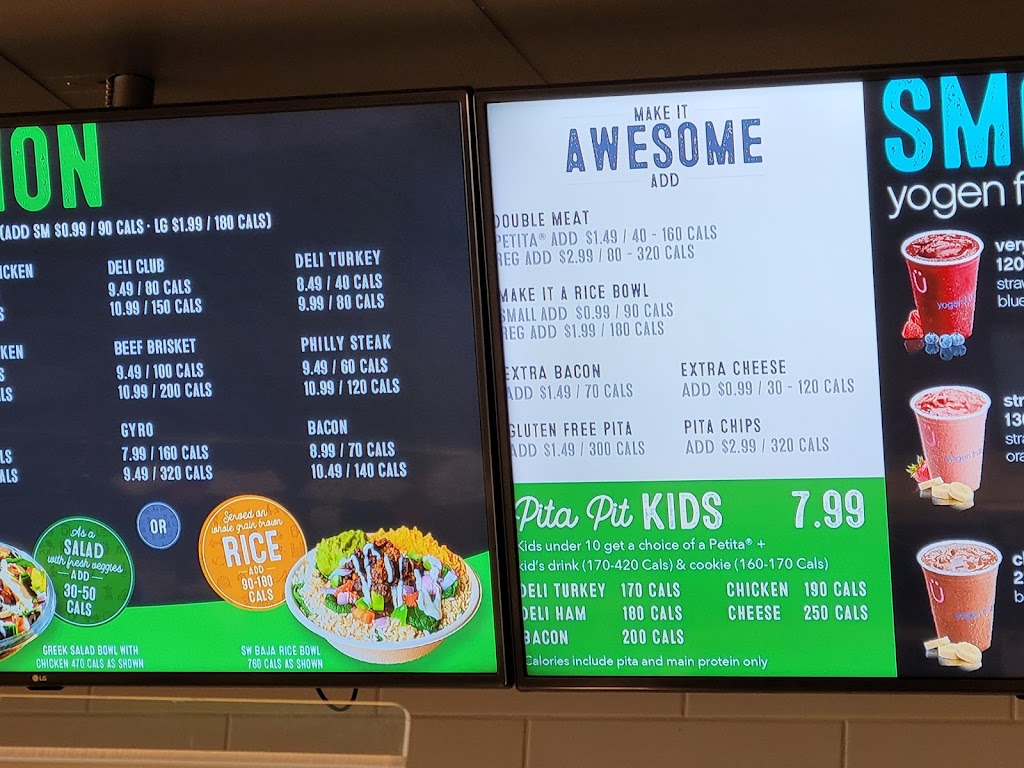 ION
(ADD SM $0.99 / 90 CALS · LG $1.99 / 180 CALS)
DELI CLUB
9.49 / 80 CALS
10.99 / 150 CALS
DELI TURKEY
8.49 / 40 CALS
9.99 / 80 CALS
BEEF BRISKET
9.49 / 100 CALS
10.99 / 200 CALS
PHILLY STEAK
9.49 / 60 CALS
10.99 / 120 CALS
GYRO
7.99 / 160 CALS
9.49 / 320 CALS
BACON
8.99 / 70 CALS
10.49 / 140 CALS
As a
SALAD
with fresh veggies
ADD
30-50
CALS
OR
Served on
whole grain brown
RICE
ADD
90-180
CALS
GREEK SALAD BOWL WITH
CHICKEN 470 CALS AS SHOWN
SW BAJA RICE BOWL
760 CALS AS SHOWN
LG
MAKE IT
AWESOME
ADD
DOUBLE MEAT
PETITA® ADD $1.49 / 40 - 160 CALS
REG ADD $2.99 / 80 - 320 CALS
MAKE IT A RICE BOWL
SMALL ADD $0.99 / 90 CALS
REG ADD $1.99 / 180 CALS
EXTRA BACON
ADD $1.49 / 70 CALS
EXTRA CHEESE
ADD $0.99 / 30 - 120 CALS
GLUTEN FREE PITA
ADD $1.49 / 300 CALS
PITA CHIPS
ADD $2.99 / 320 CALS
Pita Pit KIDS 7.99
Kids under 10 get a choice of a Petita® +
kid's drink (170-420 Cals) & cookie (160-170 Cals)
DELI TURKEY 170 CALS CHICKEN 190 CALS
DELI HAM 180 CALS CHEESE 250 CALS
BACON 200 CALS
Calories include pita and main protein only
SM
yogen f
120